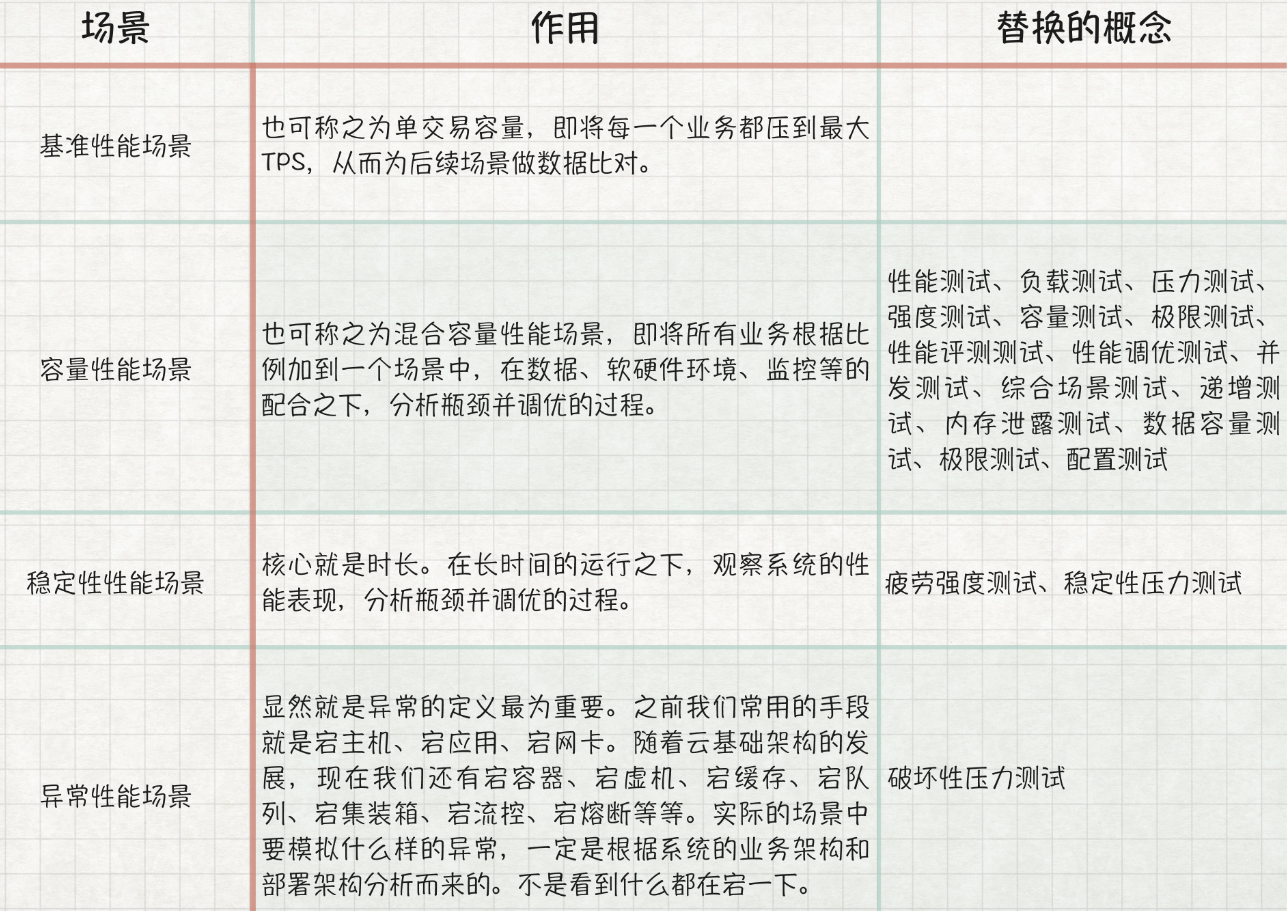 场景
作用
替换的概念
基准性能场景
也可称之为单交易容量，即将每一个业务都压到最大
TPS，从而为后续场景做数据比对。
容量性能场景
也可称之为混合容量性能场景，即将所有业务根据比
例加到一个场景中，在数据、软硬件环境、监控等的
配合之下，分析瓶颈并调优的过程。
性能测试、负载测试、压力测试、
强度测试、容量测试、极限测试、
性能评测测试、性能调优测试、并
发测试、综合场景测试、递增测
试、内存泄露测试、数据容量测
试、极限测试、配置测试
稳定性性能场景
核心就是时长。在长时间的运行之下，观察系统的性
能表现，分析瓶颈并调优的过程。
疲劳强度测试、稳定性压力测试
异常性能场景
显然就是异常的定义最为重要。之前我们常用的手段
就是宕主机、宕应用、宕网卡。随着云基础架构的发
展，现在我们还有宕容器、宕虚机、宕缓存、宕队
列、宕集装箱、宕流控、宕熔断等等。实际的场景中
要模拟什么样的异常，一定是根据系统的业务架构和
部署架构分析而来的。不是看到什么都在宕一下。
破坏性压力测试